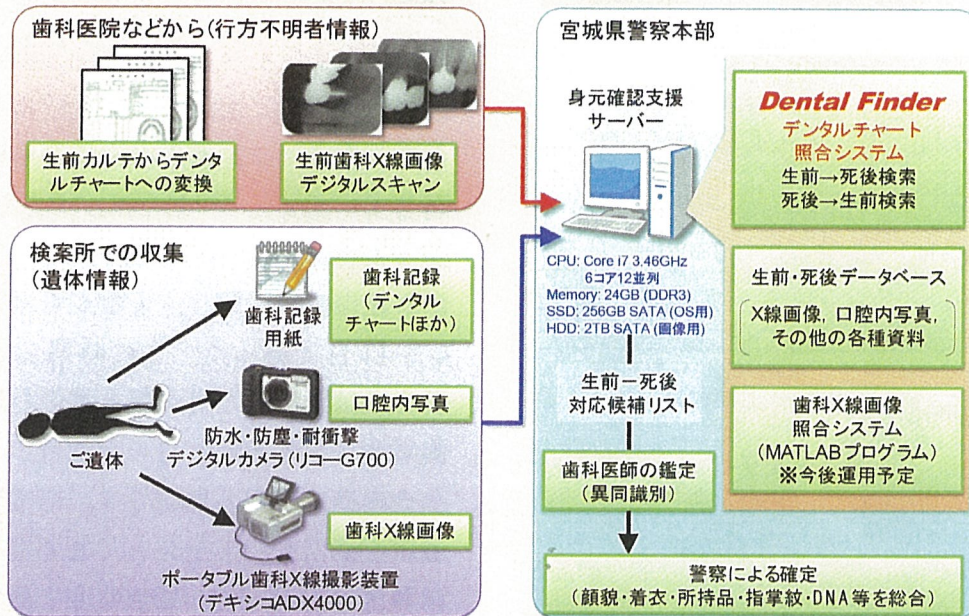 歯科医院などから(行方不明者情報)
生前カルテからデンタ
ルチャートへの変換
生前歯科X線画像
デジタルスキャン
検案所での収集
(遺体情報)
歯科記録
用紙
歯科記録
(デンタル
チャートほか)
ご遺体
防水・防塵・耐衝撃
デジタルカメラ(リコーG700)
口腔内写真
ポータブル歯科X線撮影装置
(デキシコADX4000)
歯科X線画像
宮城県警察本部
身元確認支援
サーバー
CPU: Core i7 3.46GHz
6コア12並列
Memory: 24GB (DDR3)
SSD: 256GB SATA (OS用)
HDD: 2TB SATA (画像用)
生前ー死後
対応候補リスト
歯科医師の鑑定
(異同識別)
警察による確定
(顔貌・着衣・所持品・指掌紋・DNA等を総合)
Dental Finder
デンタルチャート
照合システム
生前→死後検索
死後→生前検索
生前・死後データベース
X線画像, 口腔内写真,
その他の各種資料
歯科X線画像
照合システム
(MATLABプログラム)
※今後運用予定